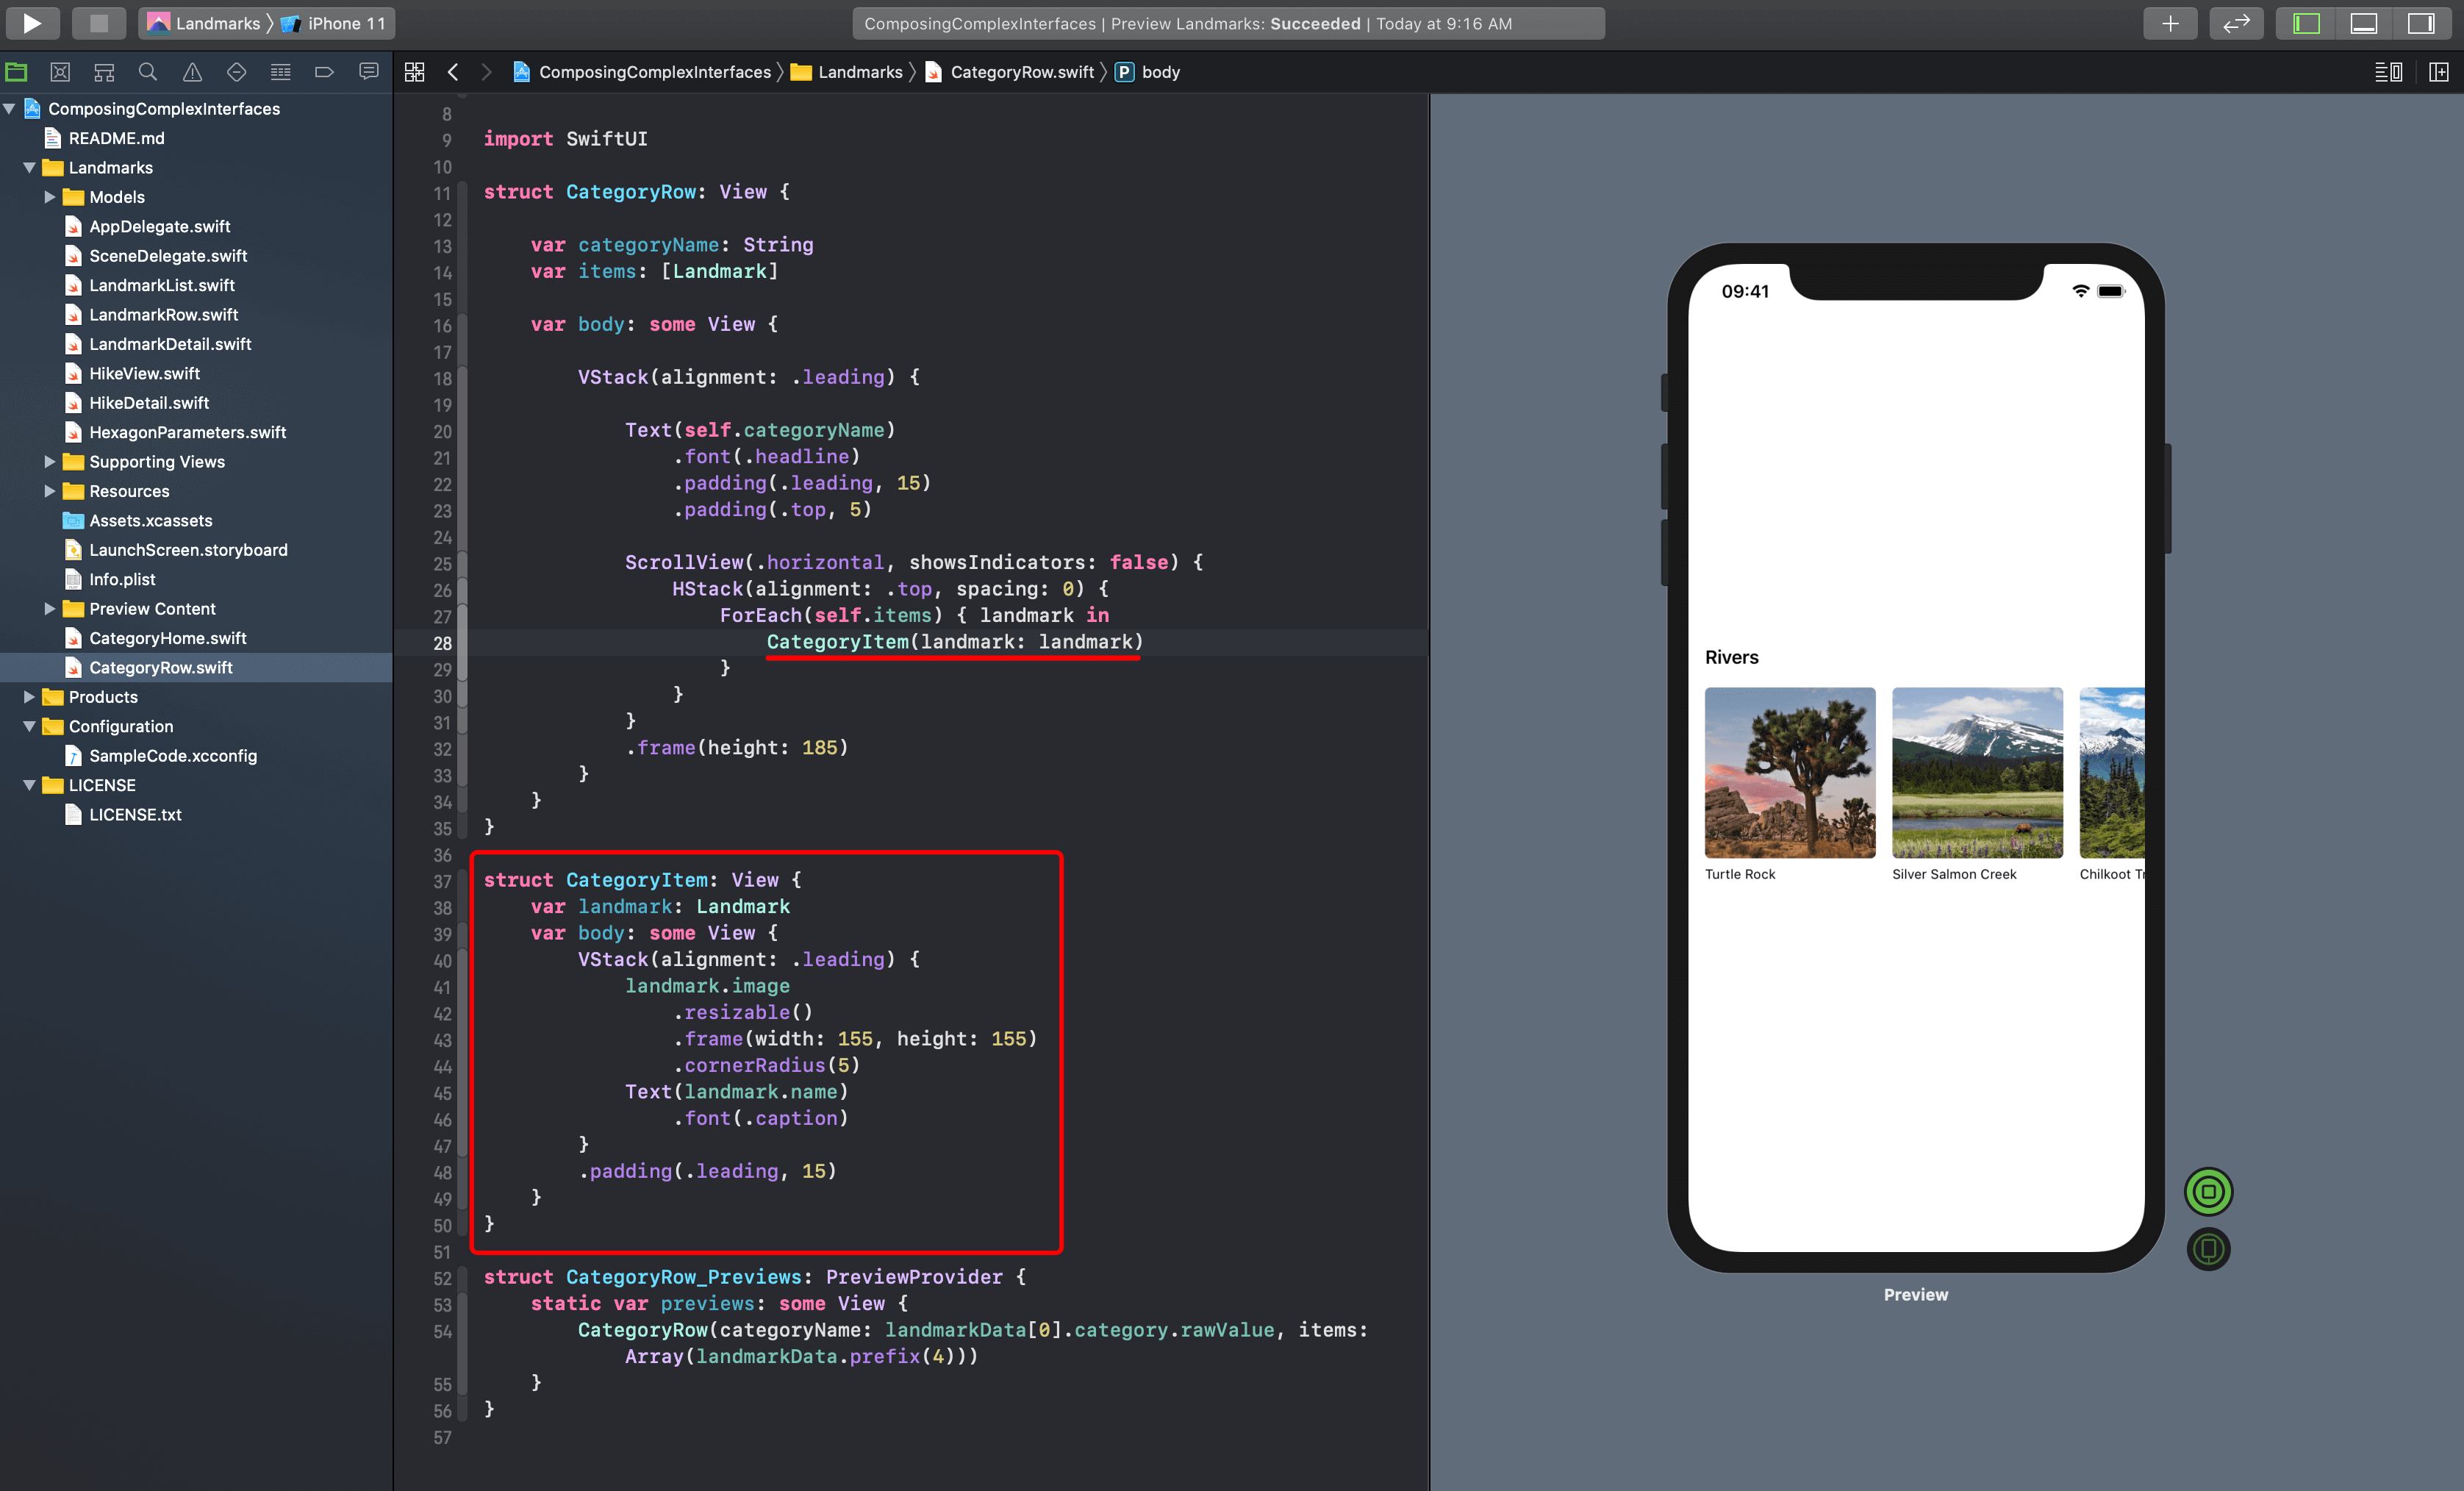 Landmarks 〉 iPhone 11
ComposingComplexInterfaces | Preview Landmarks: Succeeded | Today at 9:16 AM
ComposingComplexInterfaces 〉 Landmarks 〉 CategoryRow.swift 〉 P body
ComposingComplexInterfaces
README.md
Landmarks
Models
AppDelegate.swift
SceneDelegate.swift
LandmarkList.swift
LandmarkRow.swift
LandmarkDetail.swift
HikeView.swift
HikeDetail.swift
HexagonParameters.swift
Supporting Views
Resources
Assets.xcassets
LaunchScreen.storyboard
Info.plist
Preview Content
CategoryHome.swift
CategoryRow.swift
Products
Configuration
SampleCode.xcconfig
LICENSE
LICENSE.txt
8
9 import SwiftUI
10
11 struct CategoryRow: View {
12
13     var categoryName: String
14     var items: [Landmark]
15
16     var body: some View {
17
18         VStack(alignment: .leading) {
19
20             Text(self.categoryName)
21                 .font(.headline)
22                 .padding(.leading, 15)
23                 .padding(.top, 5)
24
25             ScrollView(.horizontal, showsIndicators: false) {
26                 HStack(alignment: .top, spacing: 0) {
27                     ForEach(self.items) { landmark in
28                         CategoryItem(landmark: landmark)
29                     }
30                 }
31             }
32             .frame(height: 185)
33         }
34     }
35 }
36
37 struct CategoryItem: View {
38     var landmark: Landmark
39     var body: some View {
40         VStack(alignment: .leading) {
41             landmark.image
42                 .resizable()
43                 .frame(width: 155, height: 155)
44                 .cornerRadius(5)
45             Text(landmark.name)
46                 .font(.caption)
47         }
48         .padding(.leading, 15)
49     }
50 }
51
52 struct CategoryRow_Previews: PreviewProvider {
53     static var previews: some View {
54         CategoryRow(categoryName: landmarkData[0].category.rawValue, items:
            Array(landmarkData.prefix(4)))
55     }
56 }
57
09:41
Rivers
Turtle Rock
Silver Salmon Creek
Chilkoot Tr
Preview